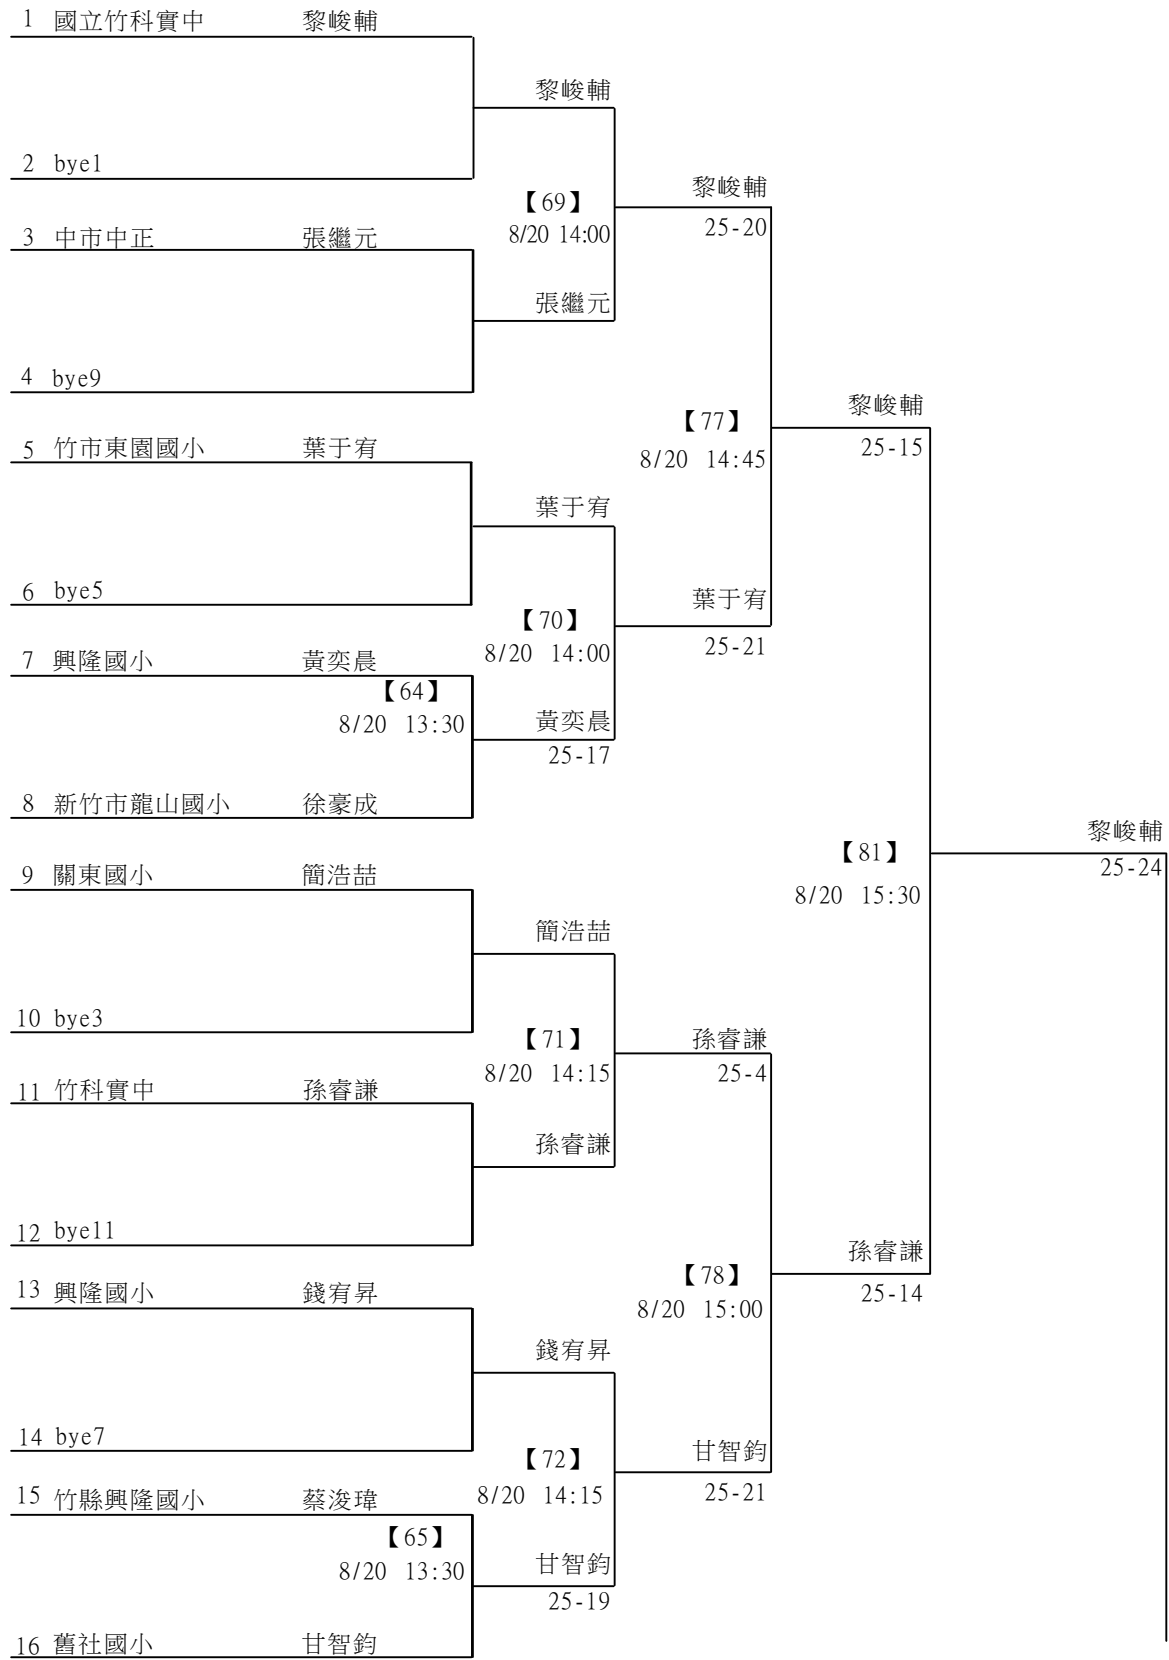 1 國立竹科實中 黎峻輔
黎峻輔
2 bye1
黎峻輔
【69】
25-20
3 中市中正 張繼元
8/20 14:00
張繼元
4 bye9
黎峻輔
【77】
5 竹市東園國小 葉于宥
25-15
8/20 14:45
葉于宥
6 bye5
葉于宥
【70】
25-21
7 興隆國小 黃奕晨
8/20 14:00
【64】
8/20 13:30
黃奕晨
25-17
8 新竹市龍山國小 徐豪成
黎峻輔
【81】
25-24
9 關東國小 簡浩喆
8/20 15:30
簡浩喆
10 bye3
【71】
孫睿謙
8/20 14:15
25-4
11 竹科實中 孫睿謙
孫睿謙
12 bye11
孫睿謙
【78】
13 興隆國小 錢宥昇
25-14
8/20 15:00
錢宥昇
14 bye7
甘智鈞
【72】
25-21
15 竹縣興隆國小 蔡浚瑋
8/20 14:15
【65】
8/20 13:30
甘智鈞
25-19
16 舊社國小 甘智鈞